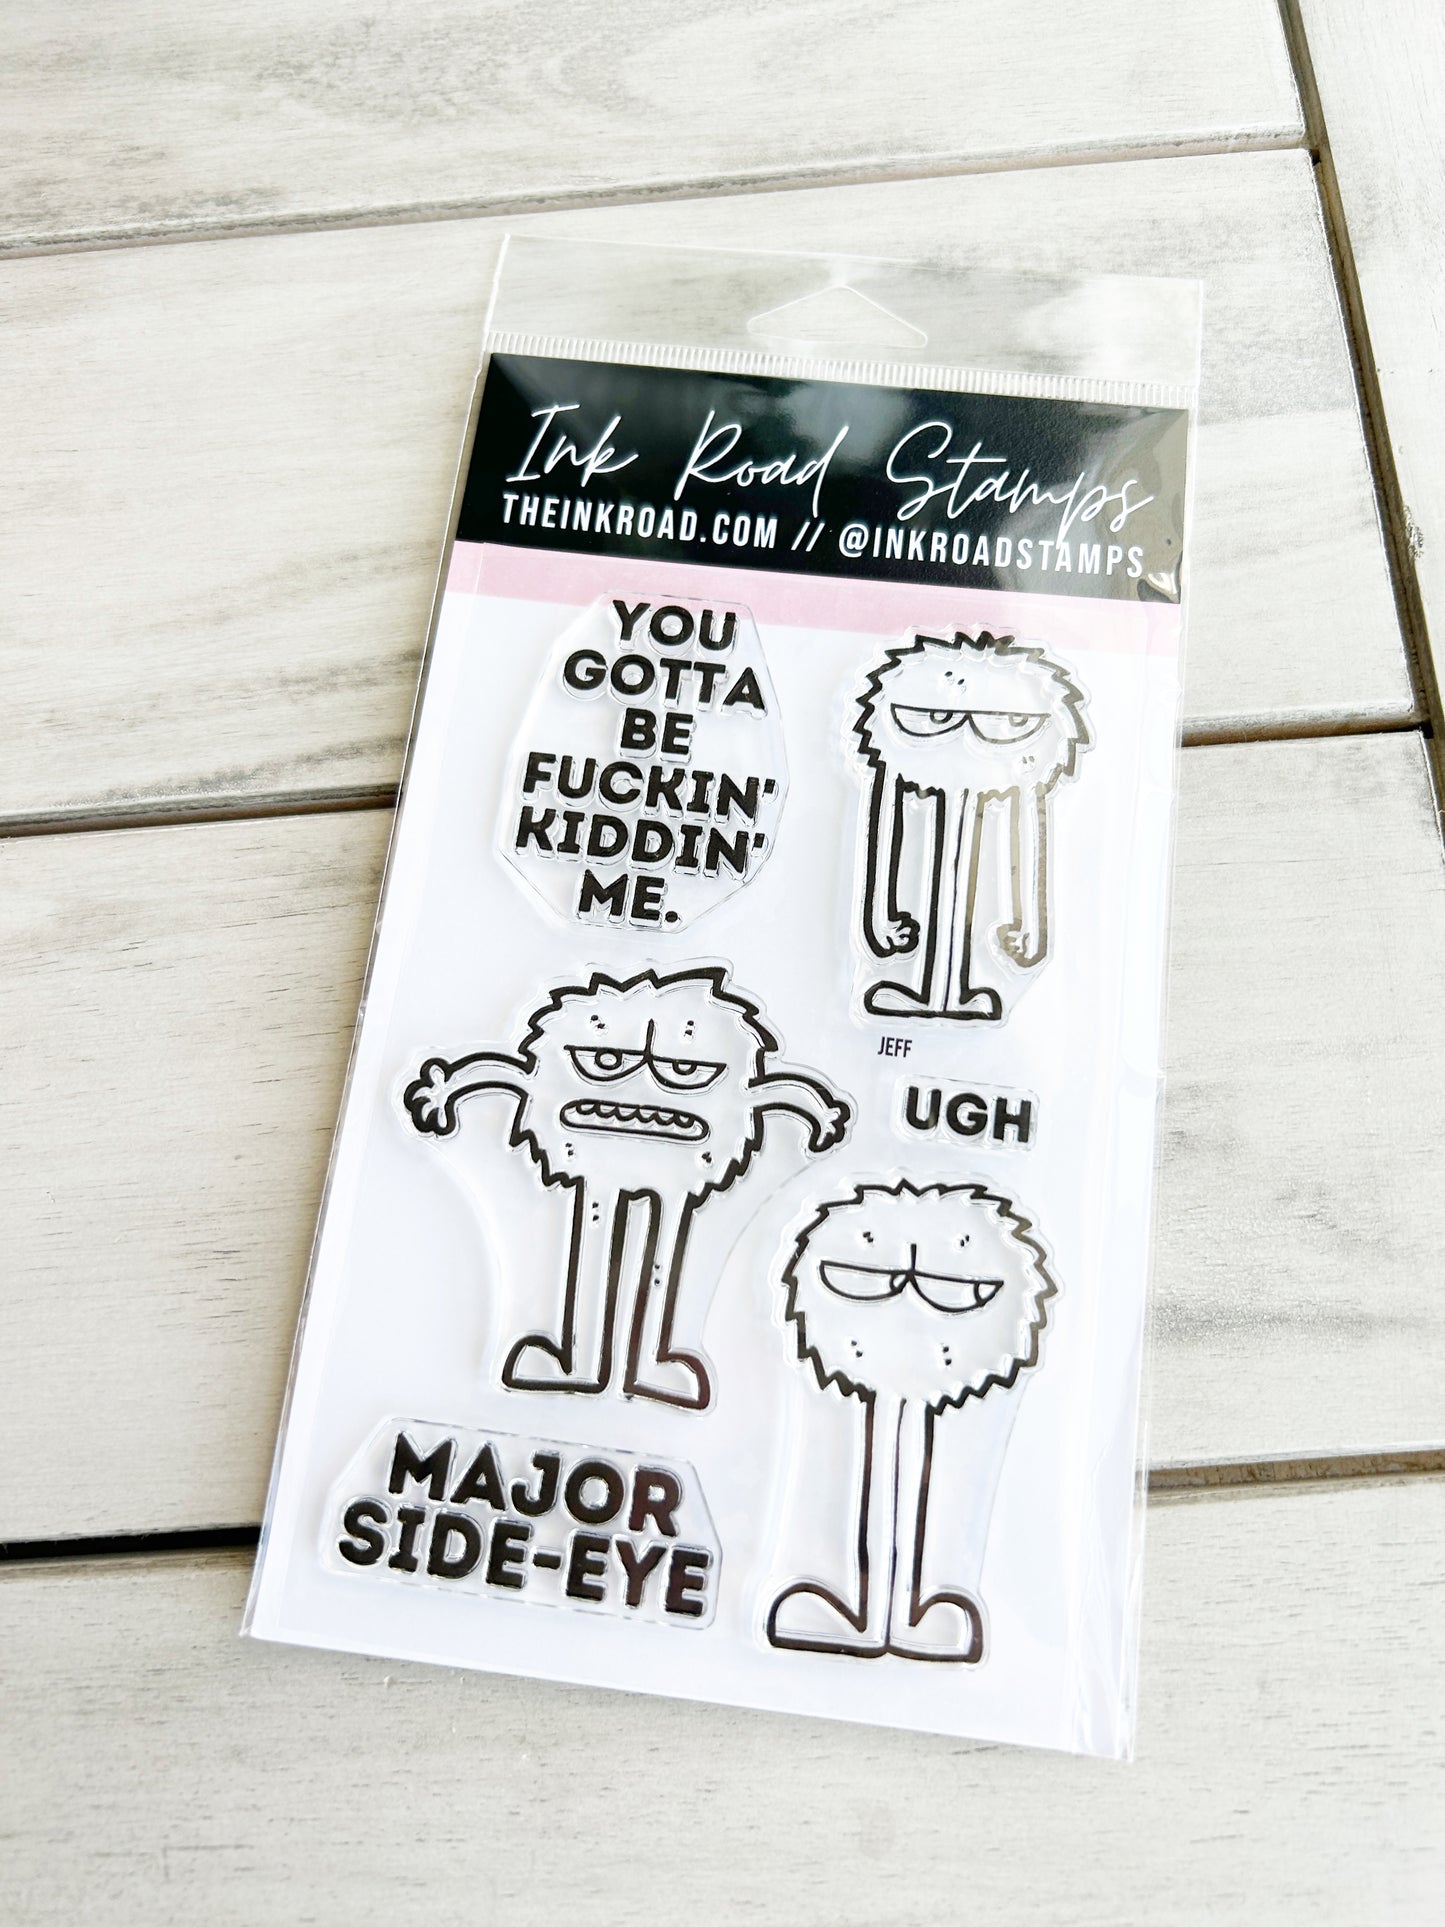 Ink Road Stamps
THEINKROAD.COM // @INKROADSTAMPS
YOU
GOTTA
BE
FUCKIN'
KIDDIN'
ME.
JEFF
UGH
MAJOR
SIDE-EYE